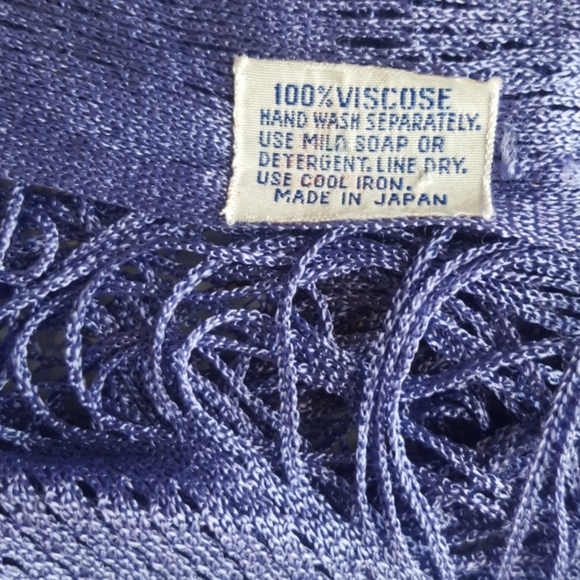 100% VISCOSE
HAND WASH SEPARATELY.
USE MILD SOAP OR
DETERGENT. LINE DRY.
USE COOL IRON.
MADE IN JAPAN